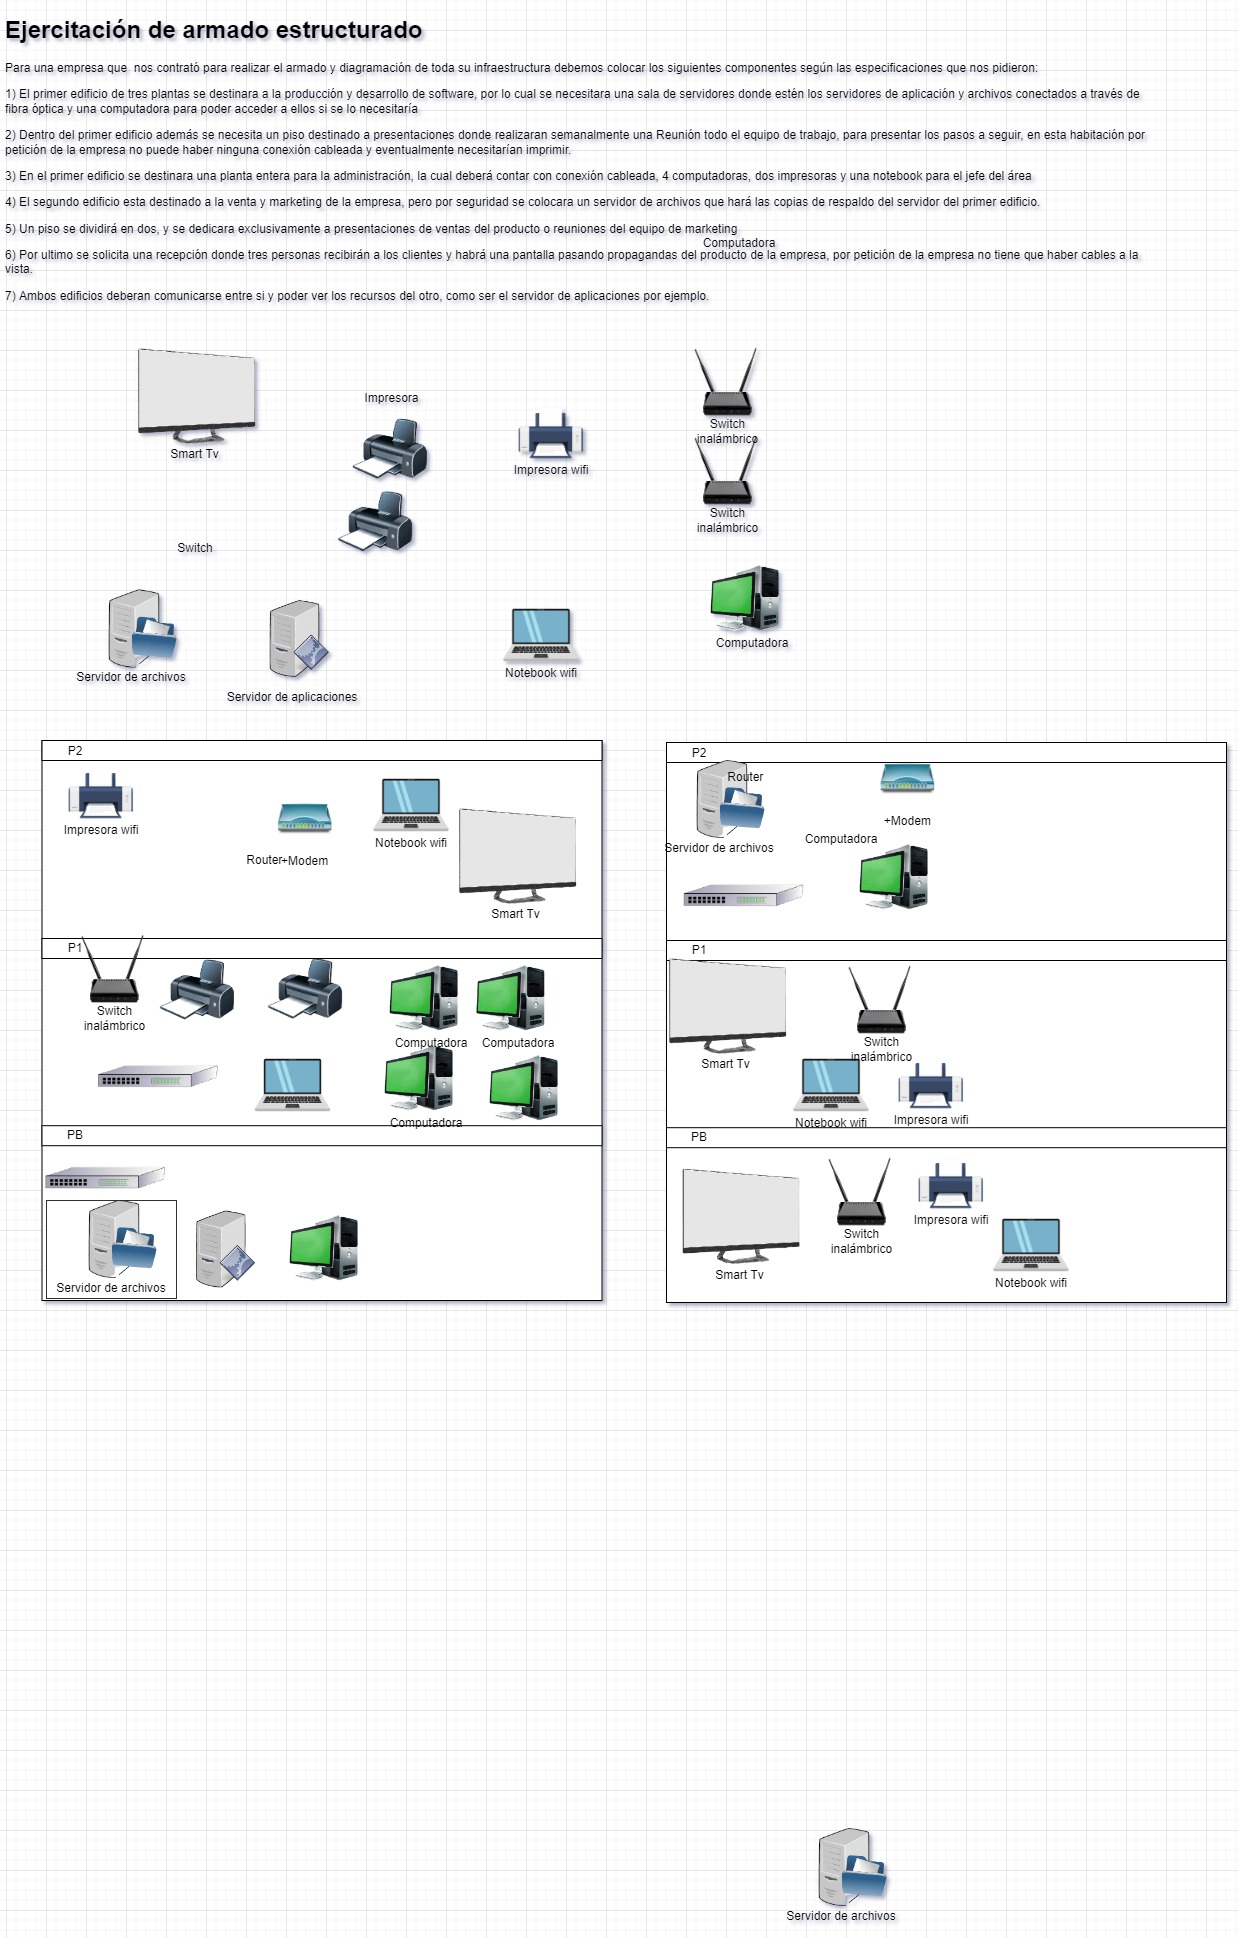 Ejercitación de armado estructurado
Para una empresa que  nos contrató para realizar el armado y diagramación de toda su infraestructura debemos colocar los siguientes componentes según las especificaciones que nos pidieron:
1) El primer edificio de tres plantas se destinara a la producción y desarrollo de software, por lo cual se necesitara una sala de servidores donde estén los servidores de aplicación y archivos conectados a través de
fibra óptica y una computadora para poder acceder a ellos si se lo necesitaría
2) Dentro del primer edificio además se necesita un piso destinado a presentaciones donde realizaran semanalmente una Reunión todo el equipo de trabajo, para presentar los pasos a seguir, en esta habitación por
petición de la empresa no puede haber ninguna conexión cableada y eventualmente necesitarían imprimir.
3) En el primer edificio se destinara una planta entera para la administración, la cual deberá contar con conexión cableada, 4 computadoras, dos impresoras y una notebook para el jefe del área
4) El segundo edificio esta destinado a la venta y marketing de la empresa, pero por seguridad se colocara un servidor de archivos que hará las copias de respaldo del servidor del primer edificio.
5) Un piso se dividirá en dos, y se dedicara exclusivamente a presentaciones de ventas del producto o reuniones del equipo de marketing
Computadora
6) Por ultimo se solicita una recepción donde tres personas recibirán a los clientes y habrá una pantalla pasando propagandas del producto de la empresa, por petición de la empresa no tiene que haber cables a la
vista.
7) Ambos edificios deberan comunicarse entre si y poder ver los recursos del otro, como ser el servidor de aplicaciones por ejemplo.
Impresora
Switch
inalámbrico
Smart Tv
Impresora wifi
Switch
inalámbrico
Switch
Computadora
Servidor de archivos
Notebook wifi
Servidor de aplicaciones
P2
Impresora wifi
Notebook wifi
Router
+Modem
Smart Tv
P1
Switch
inalámbrico
Computadora
Computadora
Computadora
PB
Servidor de archivos
P2
Router
+Modem
Computadora
Servidor de archivos
P1
Switch
inalámbrico
Smart Tv
Notebook wifi
Impresora wifi
PB
Impresora wifi
Switch
inalámbrico
Smart Tv
Notebook wifi
Servidor de archivos